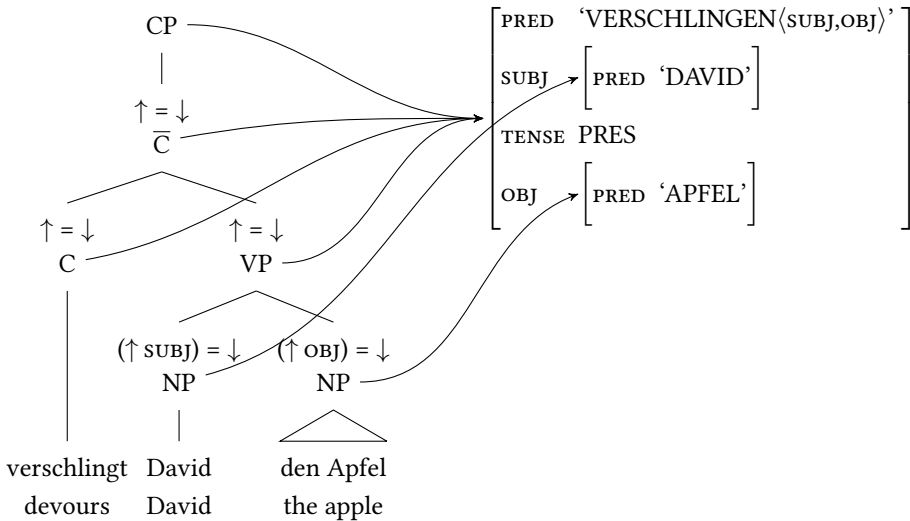 CP
PRED ‘VERSCHLINGEN⟨SUBJ,OBJ⟩’
SUBJ [PRED ‘DAVID’]
↑ = ↓
C̅
TENSE PRES
OBJ [PRED ‘APFEL’]
↑ = ↓ ↑ = ↓
C VP
(↑ SUBJ) = ↓ (↑ OBJ) = ↓
NP NP
verschlingt David den Apfel
devours David the apple